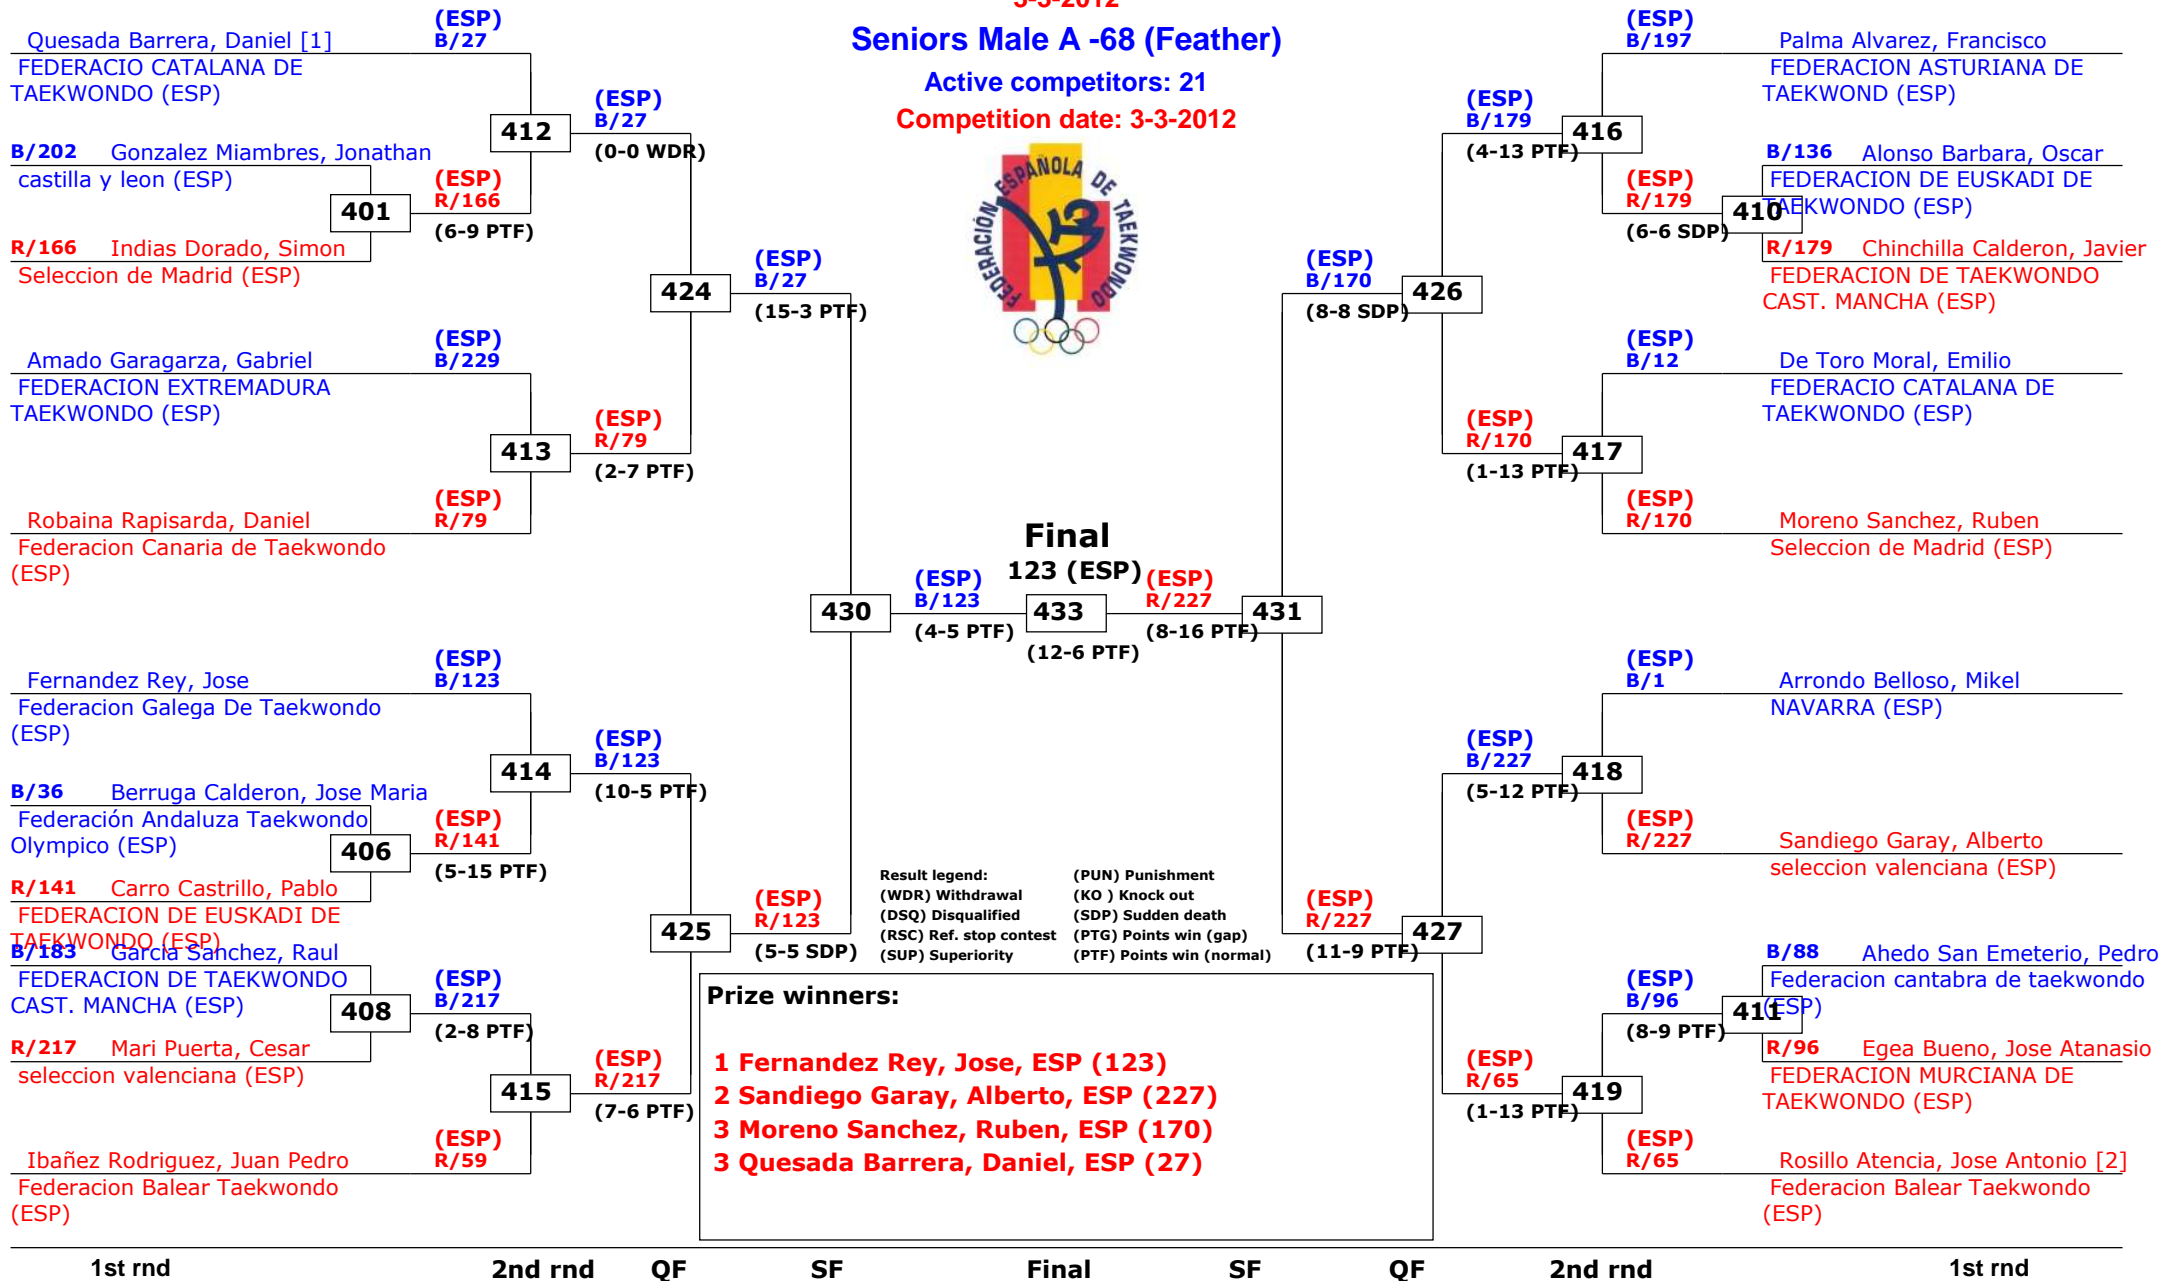 3-3-2012
Seniors Male A -68 (Feather)
Active competitors: 21
Competition date: 3-3-2012
FEDERACIÓN ESPAÑOLA DE TAEKWONDO
(ESP)
Quesada Barrera, Daniel [1] B/27
FEDERACIO CATALANA DE
TAEKWONDO (ESP)
412
(ESP)
B/27
(0-0 WDR)
B/202 Gonzalez Miambres, Jonathan
castilla y leon (ESP)
401
(ESP)
R/166
(6-9 PTF)
R/166 Indias Dorado, Simon
Seleccion de Madrid (ESP)
424
(ESP)
B/27
(15-3 PTF)
(ESP)
Amado Garagarza, Gabriel B/229
FEDERACION EXTREMADURA
TAEKWONDO (ESP)
413
(ESP)
R/79
(2-7 PTF)
(ESP)
Robaina Rapisarda, Daniel R/79
Federacion Canaria de Taekwondo
(ESP)
430
(ESP)
B/123
(4-5 PTF)
Final
123 (ESP)
433
(12-6 PTF)
(ESP)
R/227
(8-16 PTF)
431
(ESP)
Fernandez Rey, Jose B/123
Federacion Galega De Taekwondo
(ESP)
414
(ESP)
B/123
(10-5 PTF)
B/36 Berruga Calderon, Jose Maria
Federación Andaluza Taekwondo
Olympico (ESP)
406
(ESP)
R/141
(5-15 PTF)
R/141 Carro Castrillo, Pablo
FEDERACION DE EUSKADI DE
TAEKWONDO (ESP)
425
(ESP)
R/123
(5-5 SDP)
B/183 Garcia Sanchez, Raul
FEDERACION DE TAEKWONDO
CAST. MANCHA (ESP)
408
(ESP)
B/217
(2-8 PTF)
R/217 Mari Puerta, Cesar
seleccion valenciana (ESP)
415
(ESP)
R/217
(7-6 PTF)
(ESP)
Ibañez Rodriguez, Juan Pedro R/59
Federacion Balear Taekwondo
(ESP)
(ESP)
B/197 Palma Alvarez, Francisco
FEDERACION ASTURIANA DE
TAEKWOND (ESP)
(ESP)
B/179
(4-13 PTF)
416
B/136 Alonso Barbara, Oscar
FEDERACION DE EUSKADI DE
TAEKWONDO (ESP)
(ESP)
R/179
(6-6 SDP)
410
R/179 Chinchilla Calderon, Javier
FEDERACION DE TAEKWONDO
CAST. MANCHA (ESP)
(ESP)
B/170
(8-8 SDP)
426
(ESP)
B/12 De Toro Moral, Emilio
FEDERACIO CATALANA DE
TAEKWONDO (ESP)
(ESP)
R/170
(1-13 PTF)
417
(ESP)
R/170 Moreno Sanchez, Ruben
Seleccion de Madrid (ESP)
(ESP)
B/1 Arrondo Belloso, Mikel
NAVARRA (ESP)
(ESP)
B/227
(5-12 PTF)
418
(ESP)
R/227 Sandiego Garay, Alberto
seleccion valenciana (ESP)
(ESP)
R/227
(11-9 PTF)
427
B/88 Ahedo San Emeterio, Pedro
Federacion cantabra de taekwondo
(ESP)
(ESP)
B/96
(8-9 PTF)
411
R/96 Egea Bueno, Jose Atanasio
FEDERACION MURCIANA DE
TAEKWONDO (ESP)
(ESP)
R/65
(1-13 PTF)
419
(ESP)
R/65 Rosillo Atencia, Jose Antonio [2]
Federacion Balear Taekwondo
(ESP)
Result legend: (PUN) Punishment
(WDR) Withdrawal (KO ) Knock out
(DSQ) Disqualified (SDP) Sudden death
(RSC) Ref. stop contest (PTG) Points win (gap)
(SUP) Superiority (PTF) Points win (normal)
Prize winners:
1 Fernandez Rey, Jose, ESP (123)
2 Sandiego Garay, Alberto, ESP (227)
3 Moreno Sanchez, Ruben, ESP (170)
3 Quesada Barrera, Daniel, ESP (27)
1st rnd 2nd rnd QF SF Final SF QF 2nd rnd 1st rnd